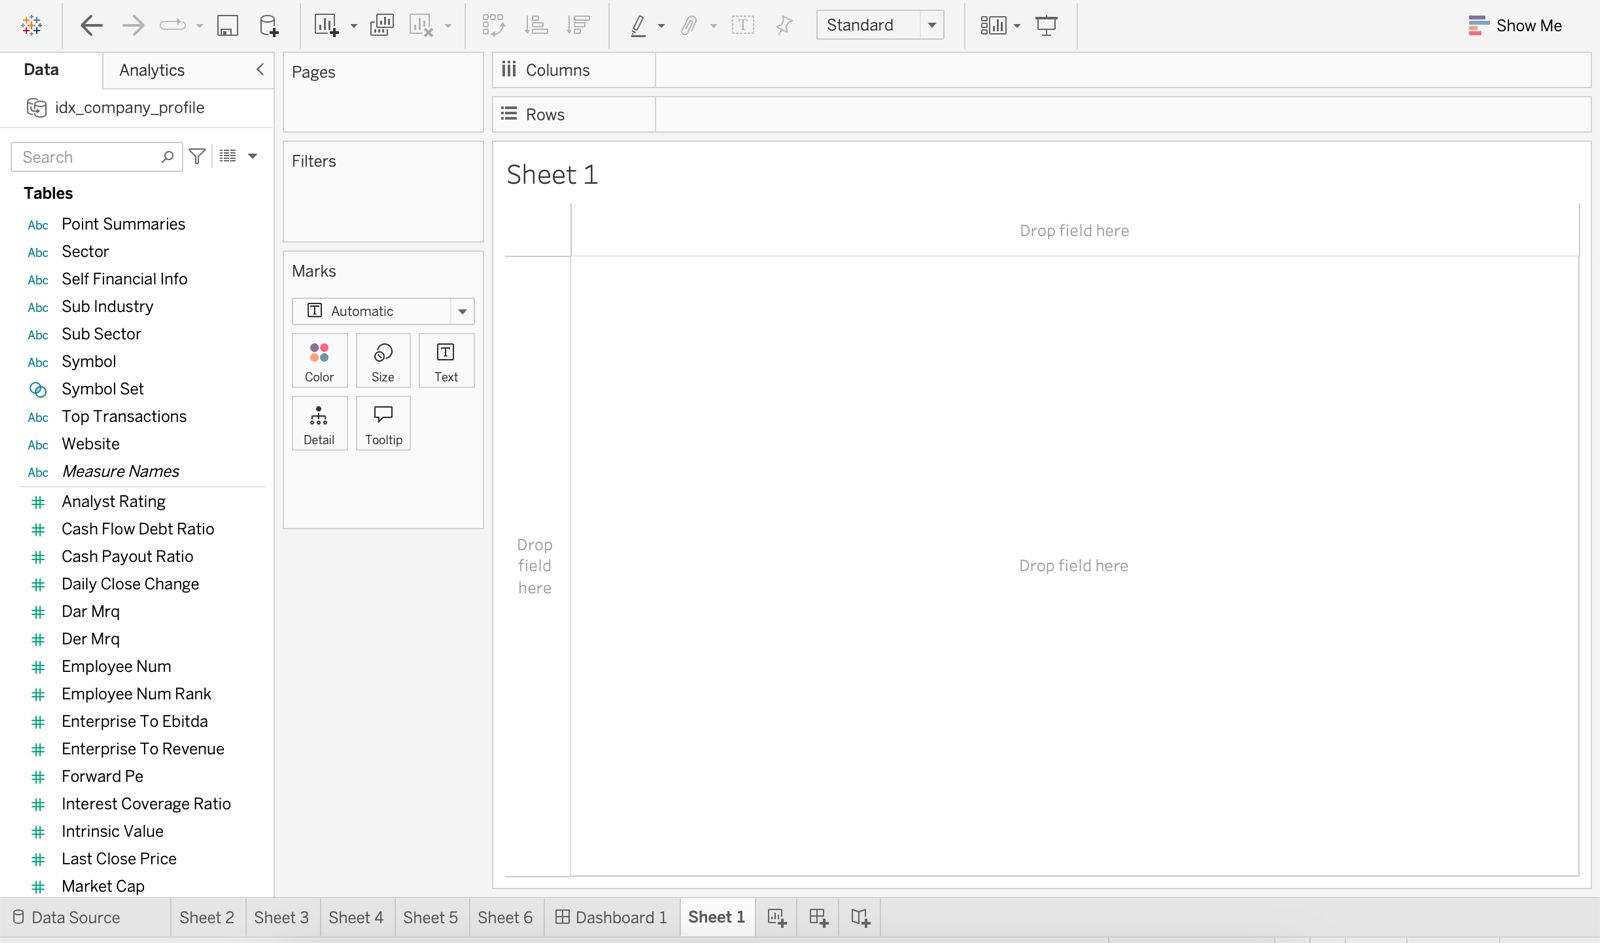 Standard
Show Me
Data
Analytics
idx_company_profile
Search
Tables
Abc Point Summaries
Abc Sector
Abc Self Financial Info
Abc Sub Industry
Abc Sub Sector
Abc Symbol
Symbol Set
Abc Top Transactions
Abc Website
Abc Measure Names
# Analyst Rating
# Cash Flow Debt Ratio
# Cash Payout Ratio
# Daily Close Change
# Dar Mrq
# Der Mrq
# Employee Num
# Employee Num Rank
# Enterprise To Ebitda
# Enterprise To Revenue
# Forward Pe
# Interest Coverage Ratio
# Intrinsic Value
# Last Close Price
# Market Cap
Pages
Filters
Marks
T Automatic
Color
Size
T Text
Detail
Tooltip
Columns
Rows
Sheet 1
Drop field here
Drop
field
here
Drop field here
Data Source
Sheet 2
Sheet 3
Sheet 4
Sheet 5
Sheet 6
Dashboard 1
Sheet 1